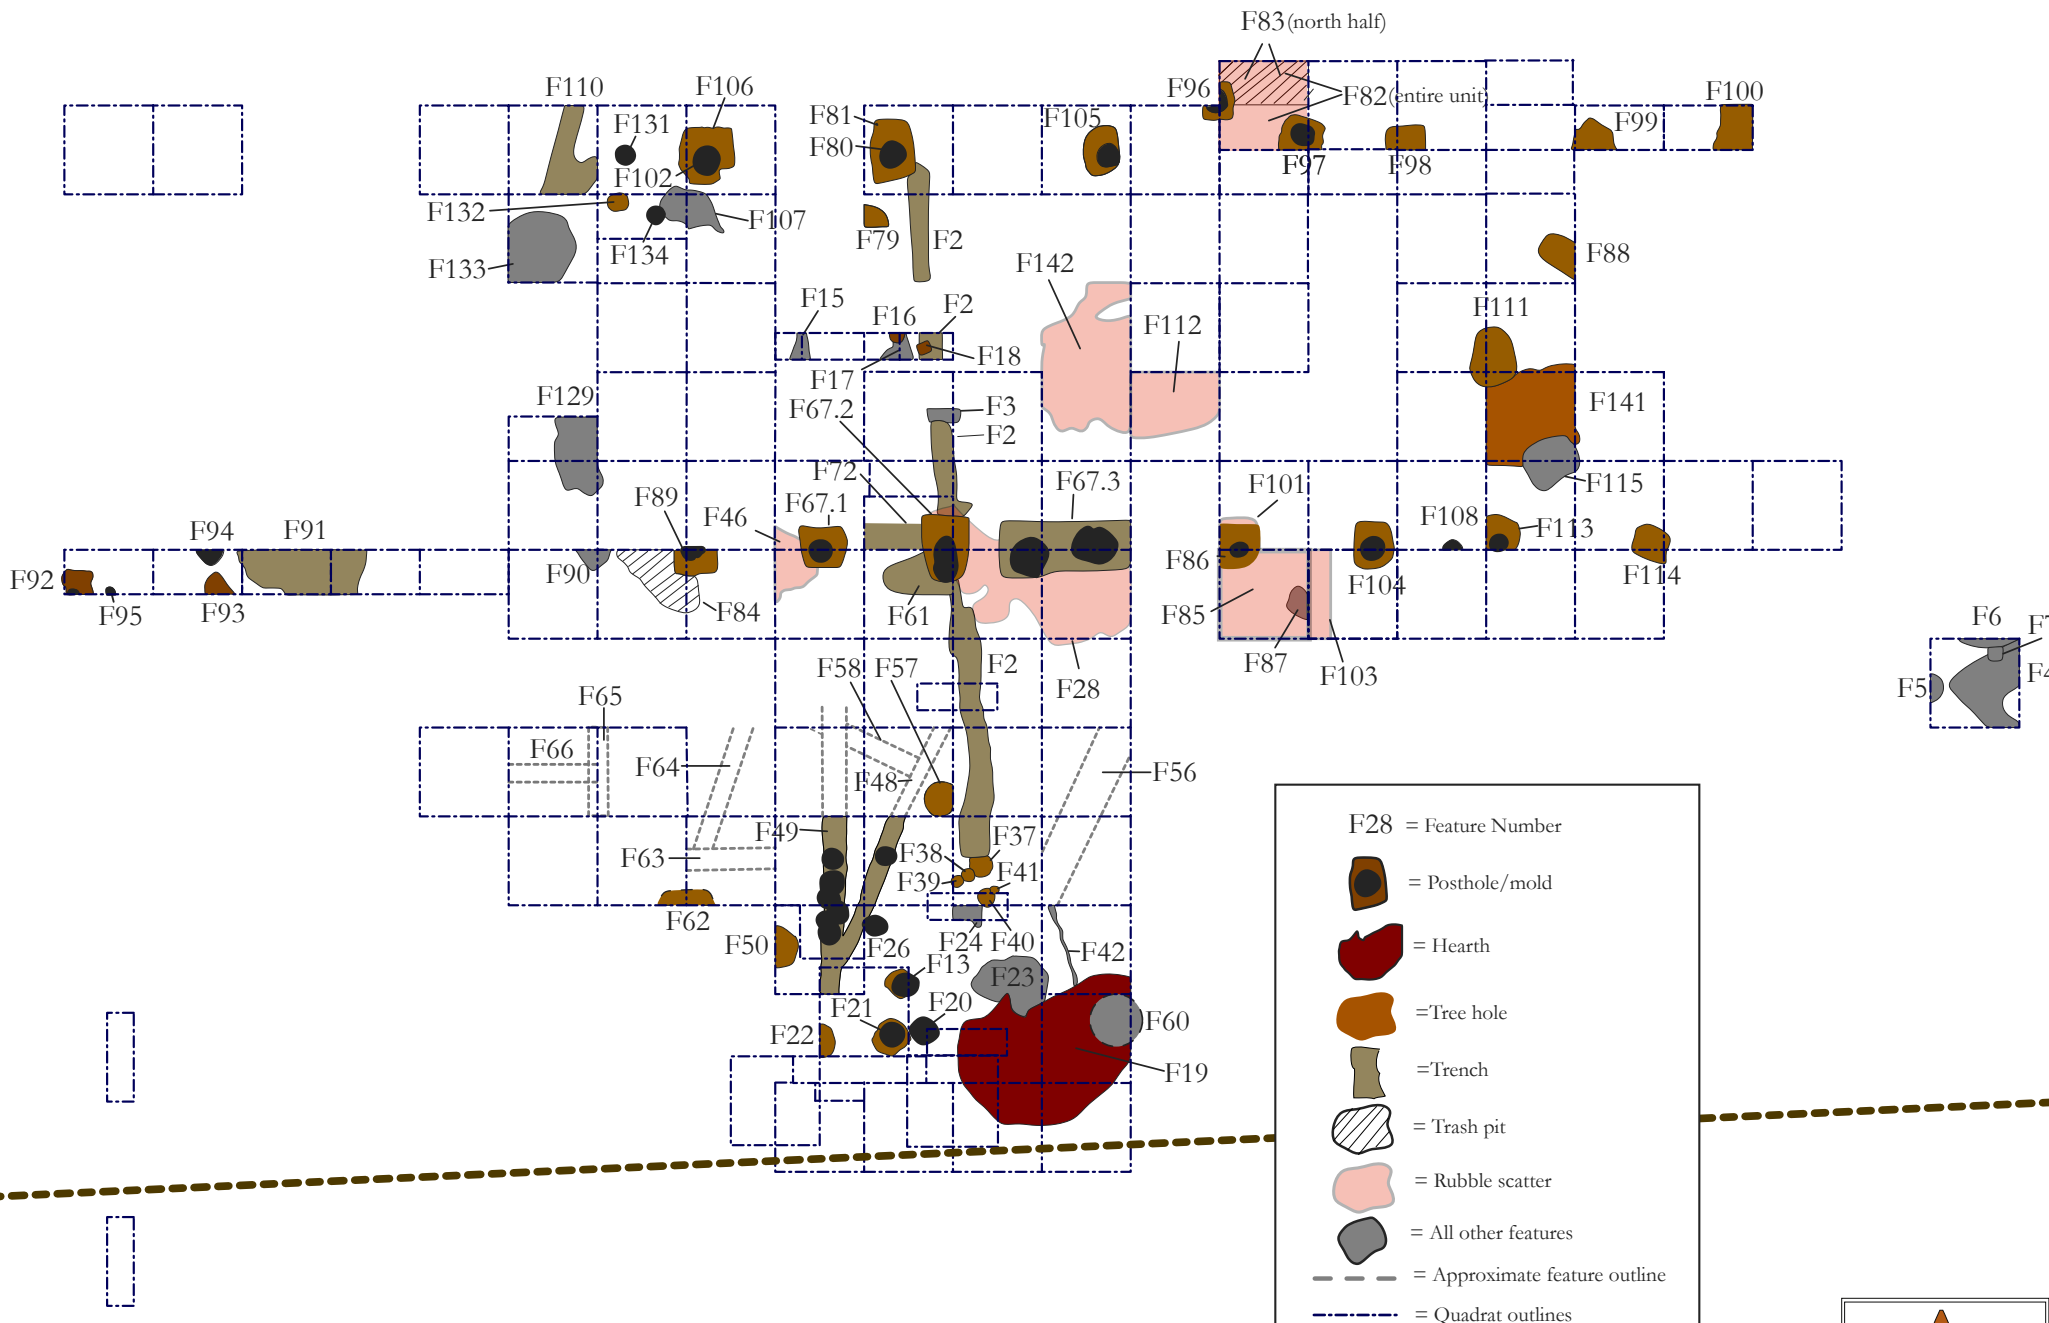 F83 (north half)
F110
F106
F96
F82 (entire unit)
F100
F131
F81
F105
F99
F80
F102
F97
F98
F132
F107
F79
F2
F134
F88
F133
F142
F15
F16
F2
F111
F112
F18
F17
F129
F67.2
F3
F141
F2
F72
F67.3
F101
F115
F89
F46
F67.1
F108
F113
F94
F91
F90
F86
F104
F114
F92
F95
F93
F84
F61
F85
F6
F7
F87
F103
F58
F57
F2
F28
F5
F4
F65
F66
F64
F48
F56
F49
F63
F38
F37
F39
F41
F62
F50
F26
F24
F40
F42
F13
F23
F21
F20
F22
F60
F19
F28 = Feature Number
= Posthole/mold
= Hearth
=Tree hole
=Trench
= Trash pit
= Rubble scatter
= All other features
= Approximate feature outline
= Quadrat outlines